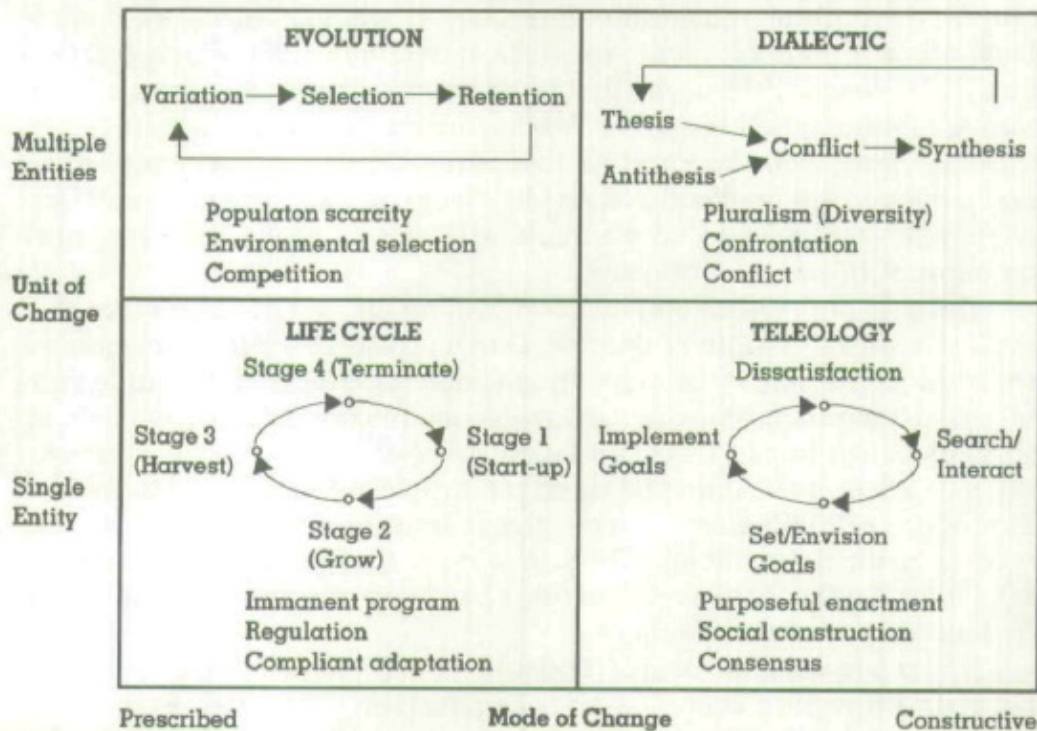 EVOLUTION
Variation Selection Retention
Populaton scarcity
Environmental selection
Competition
DIALECTIC
Thesis
Antithesis
Conflict Synthesis
Pluralism (Diversity)
Confrontation
Conflict
Multiple
Entities
Unit of
Change
Single
Entity
LIFE CYCLE
Stage 4 (Terminate)
Stage 3
(Harvest)
Stage 1
(Start-up)
Stage 2
(Grow)
Immanent program
Regulation
Compliant adaptation
TELEOLOGY
Dissatisfaction
Implement
Goals
Search/
Interact
Set/Envision
Goals
Purposeful enactment
Social construction
Consensus
Prescribed Mode of Change Constructive